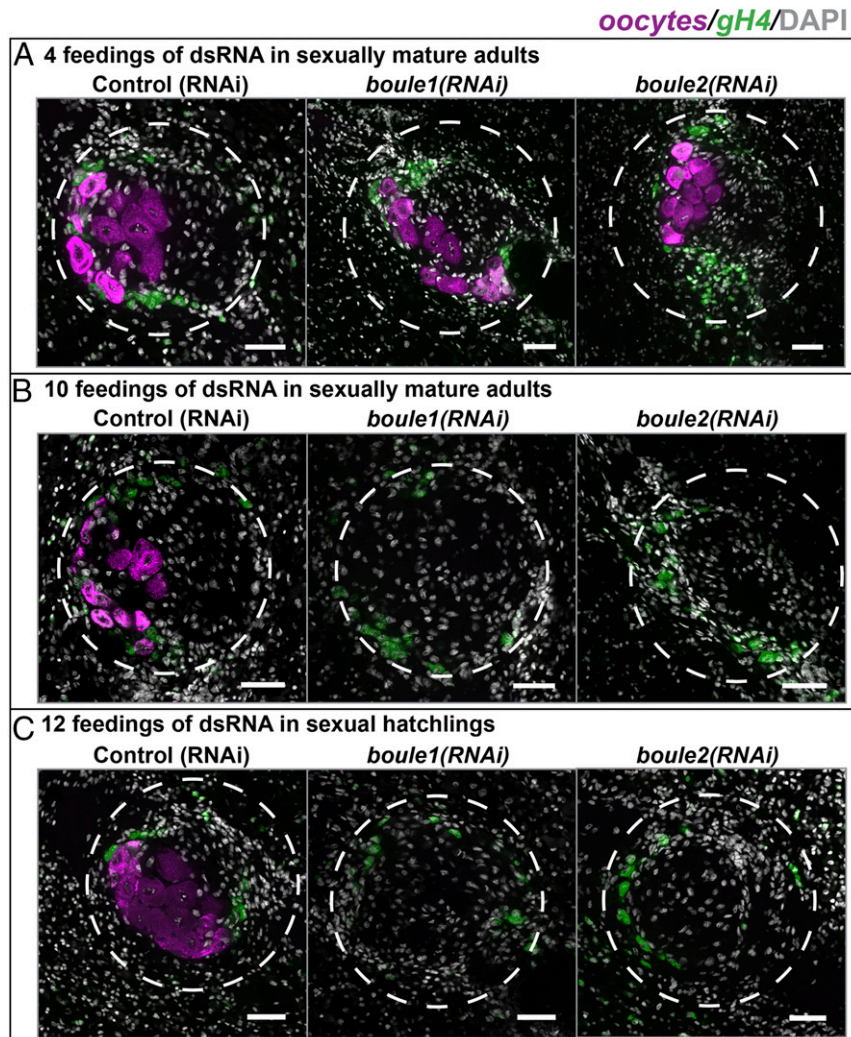 oocytes/gH4/DAPI
A 4 feedings of dsRNA in sexually mature adults
Control (RNAi) boule1(RNAi) boule2(RNAi)
B 10 feedings of dsRNA in sexually mature adults
Control (RNAi) boule1(RNAi) boule2(RNAi)
C 12 feedings of dsRNA in sexual hatchlings
Control (RNAi) boule1(RNAi) boule2(RNAi)